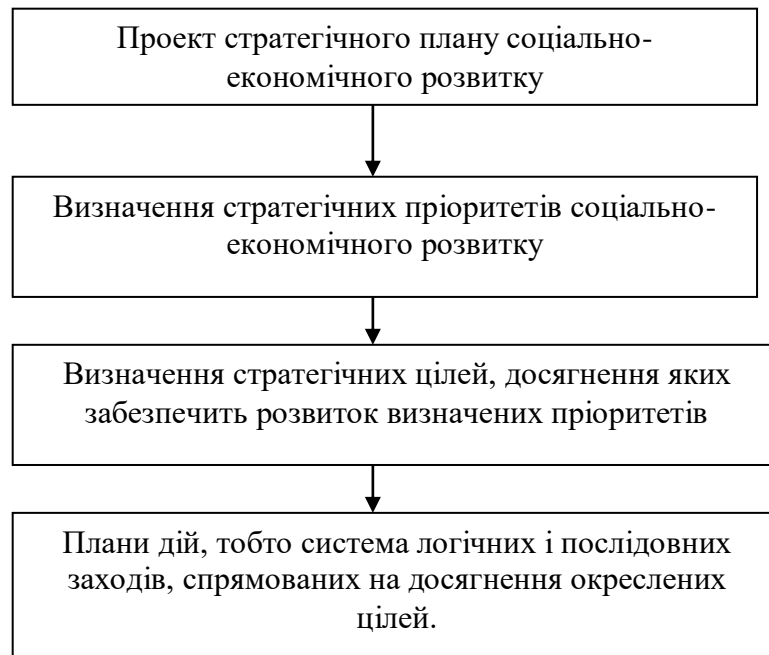 Проект стратегічного плану соціально-
економічного розвитку
Визначення стратегічних пріоритетів соціально-
економічного розвитку
Визначення стратегічних цілей, досягнення яких
забезпечить розвиток визначених пріоритетів
Плани дій, тобто система логічних і послідовних
заходів, спрямованих на досягнення окреслених
цілей.